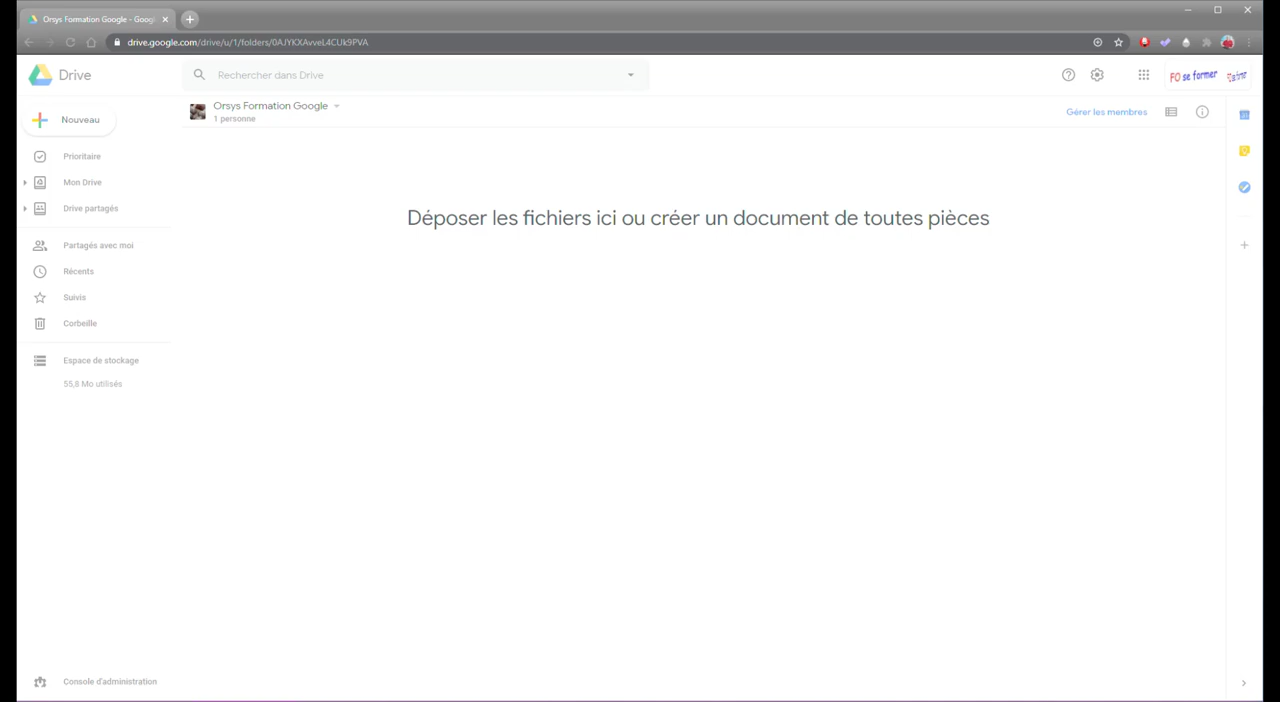 Orsys Formation Google - Goog
drive.google.com/drive/u/1/folders/0AJYKXAvveL4CUk9PVA
Drive
Rechercher dans Drive
FO se former
Nouveau
Orsys Formation Google
1 personne
Gérer les membres
Prioritaire
Mon Drive
Drive partagés
Partagés avec moi
Récents
Suivis
Corbeille
Espace de stockage
55,8 Mo utilisés
Déposer les fichiers ici ou créer un document de toutes pièces
Console d'administration